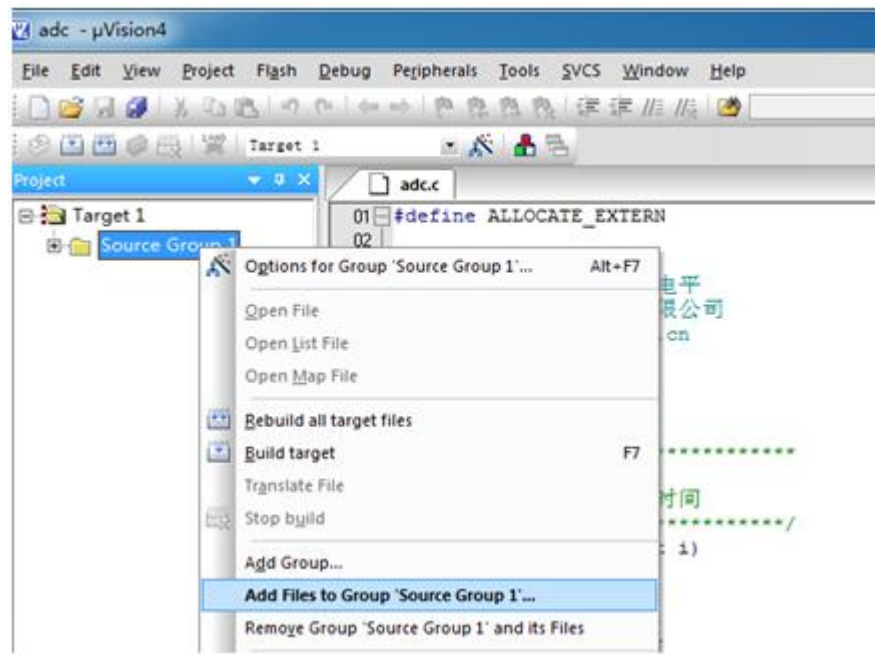 adc - µVision4
File Edit View Project Flash Debug Peripherals Tools SVCS Window Help
LOAD Target 1
Project adc.c
Target 1
Source Group 1
01 #define ALLOCATE_EXTERN
02
Options for Group 'Source Group 1'... Alt+F7
电平
Open File
限公司
Open List File
.cn
Open Map File
Rebuild all target files
Build target F7 ***********
Translate File
时间
Stop build
***********/
i)
Add Group...
Add Files to Group 'Source Group 1'...
Remove Group 'Source Group 1' and its Files